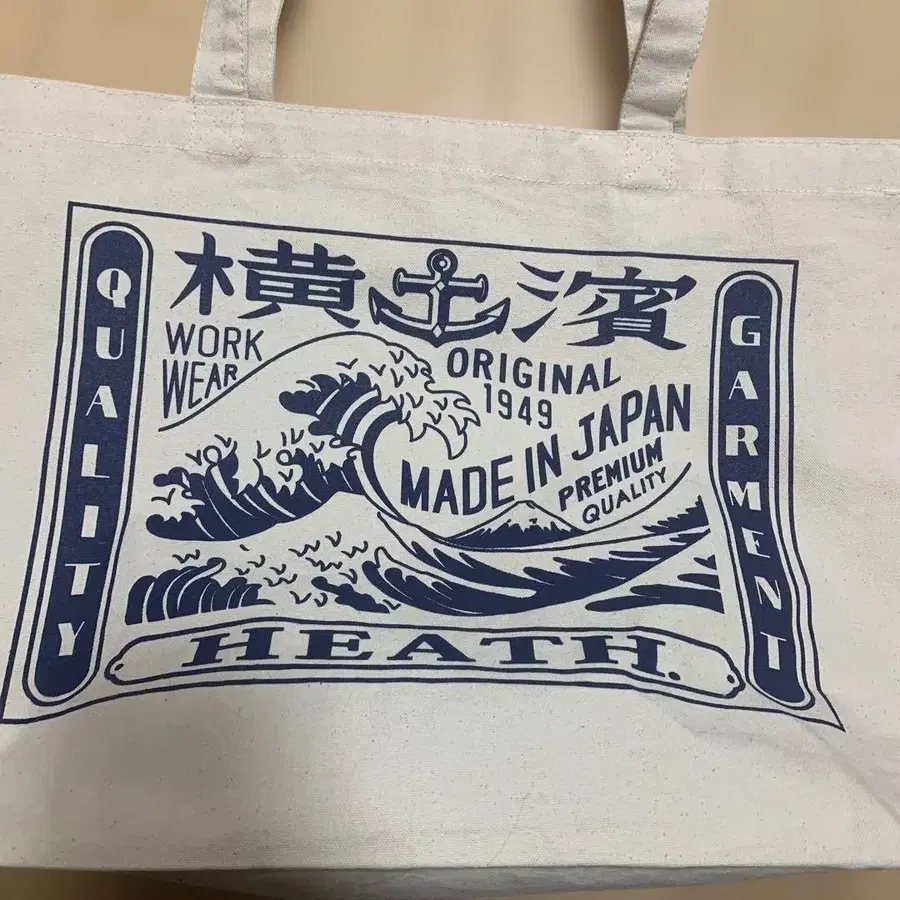 横濱
QUALITY
WORK
WEAR
ORIGINAL
1949
MADE IN JAPAN
PREMIUM
QUALITY
GARMENT
HEATH.